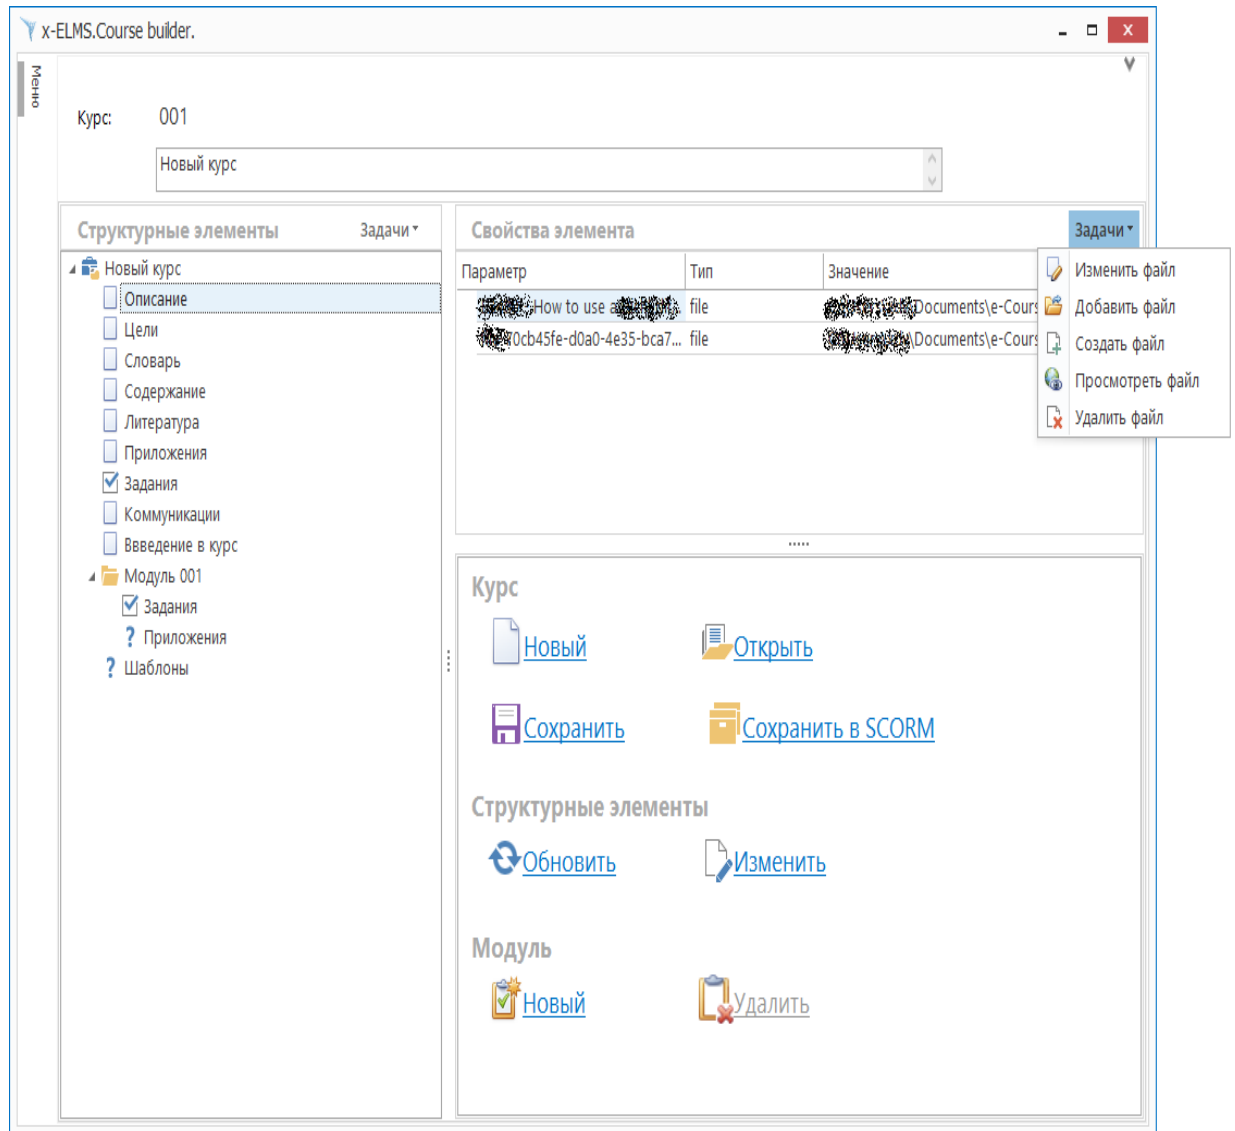 x-ELMS.Course builder.
Меню
Курс: 001
Новый курс
Структурные элементы Задачи
Новый курс
Описание
Цели
Словарь
Содержание
Литература
Приложения
Задания
Коммуникации
Ввведение в курс
Модуль 001
Задания
Приложения
Шаблоны
Свойства элемента Задачи
Параметр Тип Значение
How to use a file Documents\e-Cours
0cb45fe-d0a0-4e35-bca7... file \Documents\e-Cours
Изменить файл
Добавить файл
Создать файл
Просмотреть файл
Удалить файл
Курс
Новый Открыть
Сохранить Сохранить в SCORM
Структурные элементы
Обновить Изменить
Модуль
Новый Удалить